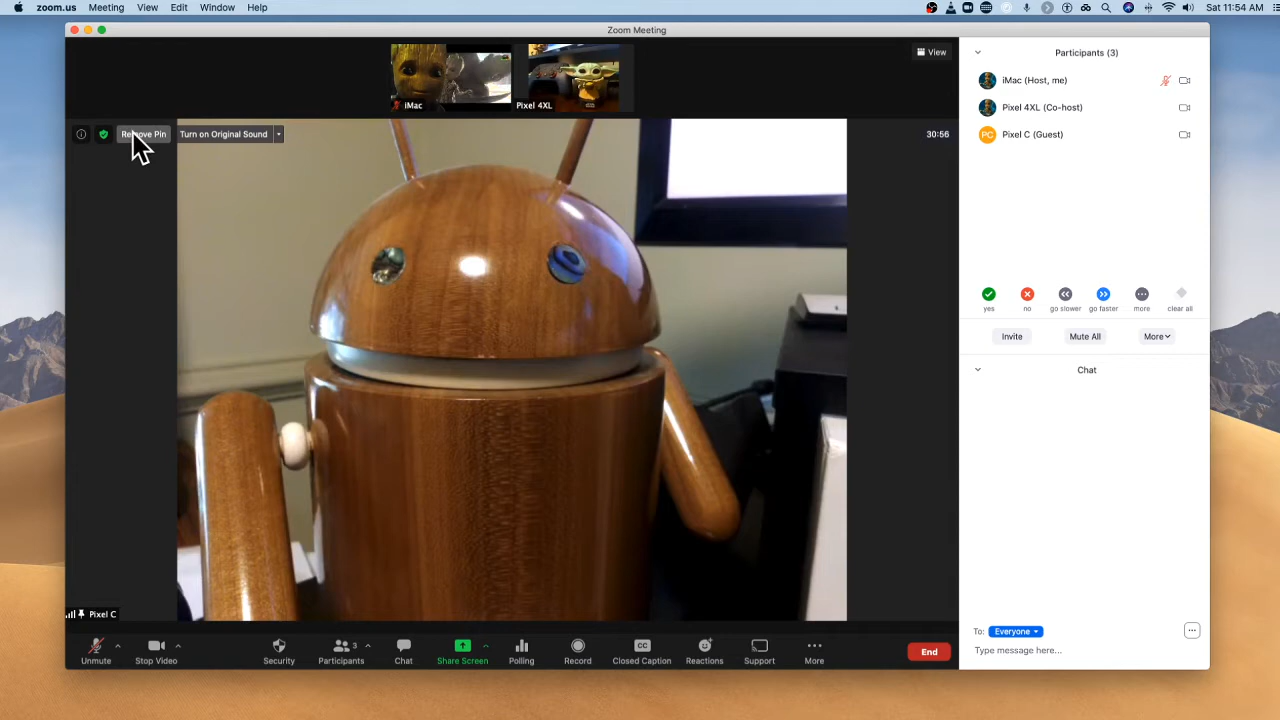 zoom.us Meeting View Edit Window Help
Sat 11:54 AM
Zoom Meeting
View
iMac
Pixel 4XL
Remove Pin
Turn on Original Sound
30:56
Pixel C
Participants (3)
iMac (Host, me)
Pixel 4XL (Co-host)
PC
Pixel C (Guest)
yes
no
go slower
go faster
more
clear all
Invite
Mute All
More
Chat
To: Everyone
Type message here...
Unmute
Stop Video
Security
3
Participants
Chat
Share Screen
Polling
Record
CC
Closed Caption
Reactions
Support
More
End